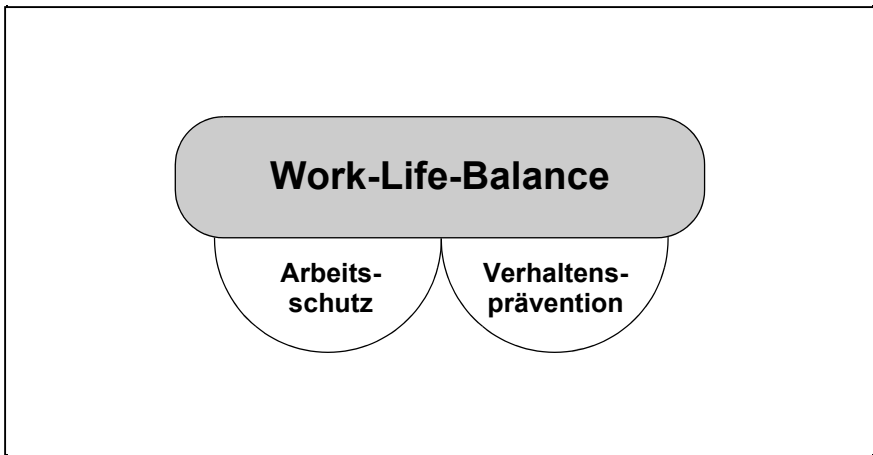 Work-Life-Balance
Arbeits-
schutz
Verhaltens-
prävention